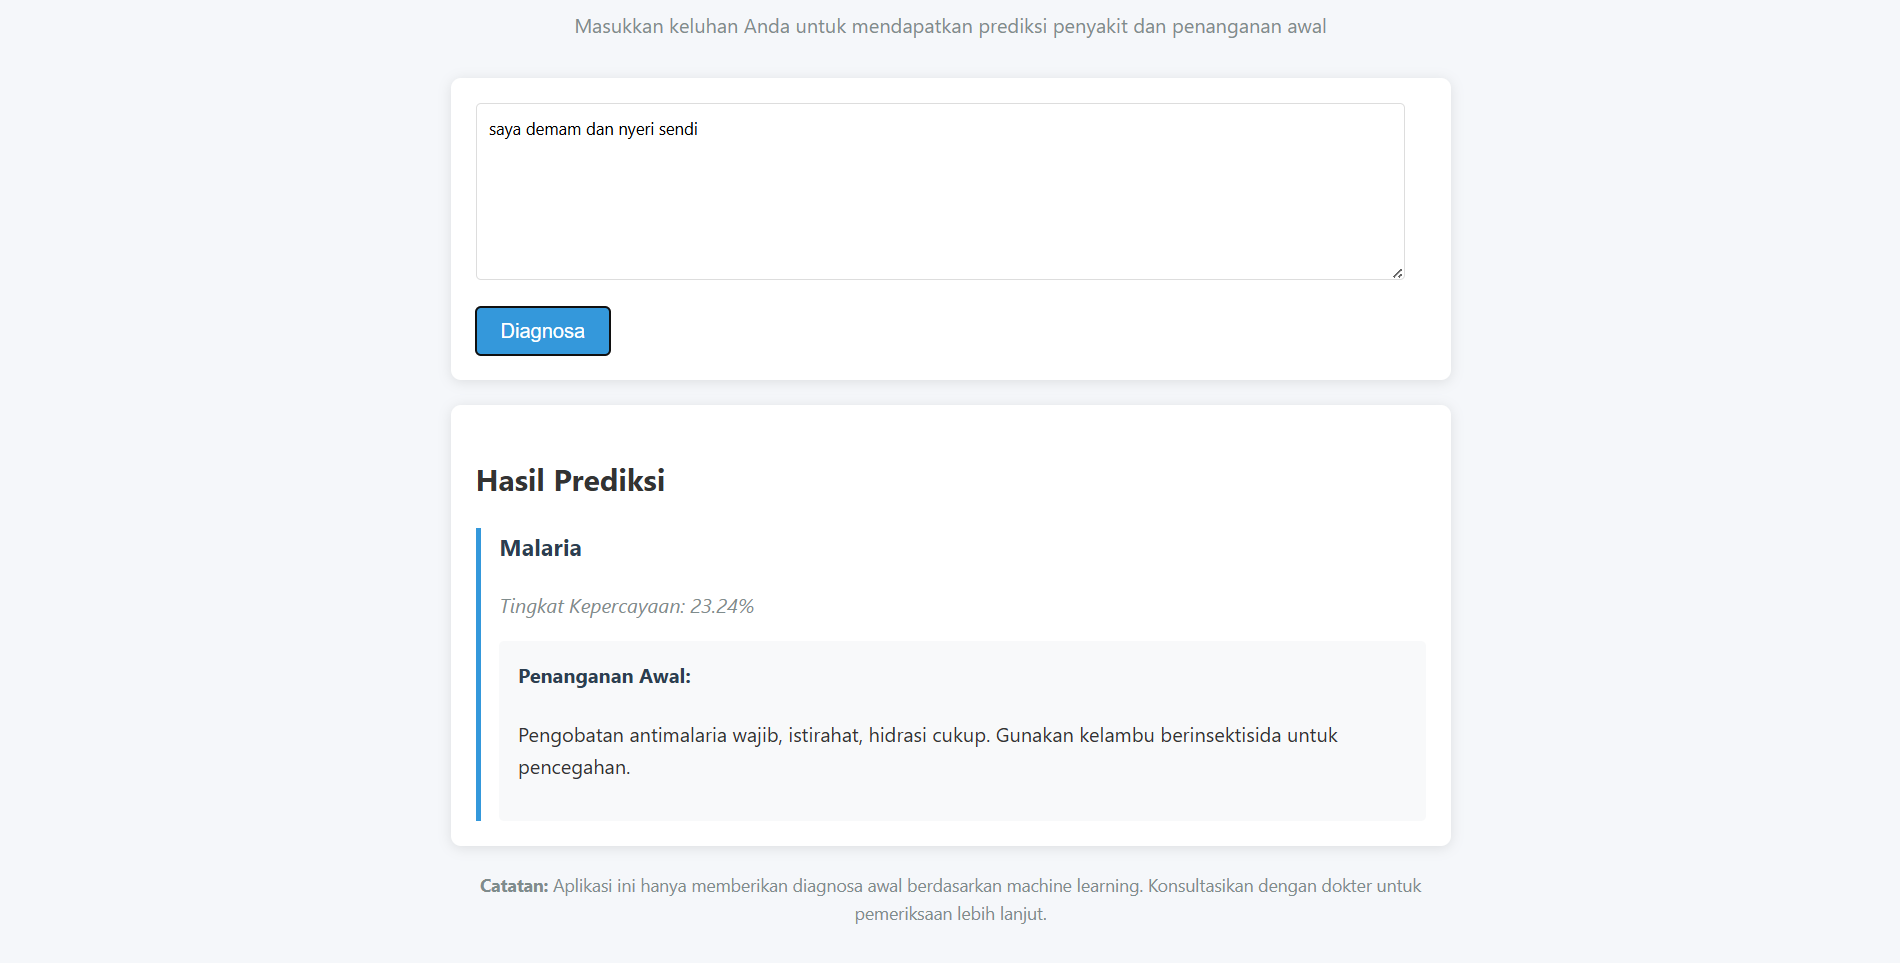 Masukkan keluhan Anda untuk mendapatkan prediksi penyakit dan penanganan awal
saya demam dan nyeri sendi
Diagnosa
Hasil Prediksi
Malaria
Tingkat Kepercayaan: 23.24%
Penanganan Awal:
Pengobatan antimalaria wajib, istirahat, hidrasi cukup. Gunakan kelambu berinsektisida untuk
pencegahan.
Catatan: Aplikasi ini hanya memberikan diagnosa awal berdasarkan machine learning. Konsultasikan dengan dokter untuk
pemeriksaan lebih lanjut.